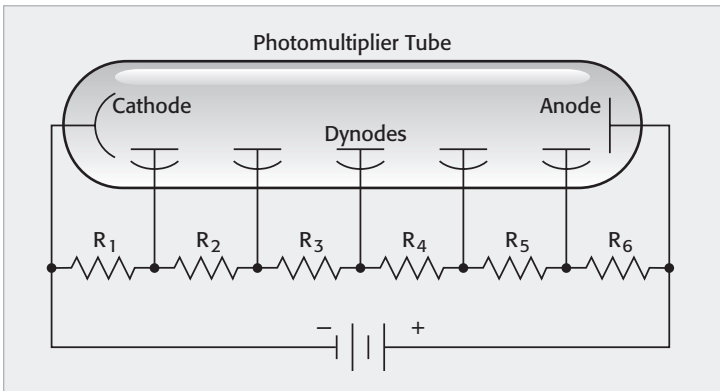 Photomultiplier Tube
Cathode
Anode
Dynodes
R1 R2 R3 R4 R5 R6
– +